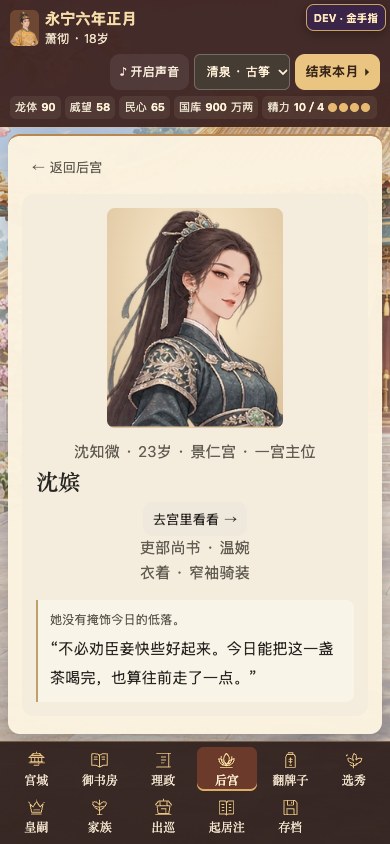 永宁六年正月
萧彻 · 18岁
DEV · 金手指
♪ 开启声音
清泉 · 古筝
结束本月
龙体 90
威望 58
民心 65
国库 900 万两
精力 10 / 4
← 返回后宫
沈知微 · 23岁 · 景仁宫 · 一宫主位
沈嫔
去宫里看看 →
吏部尚书 · 温婉
衣着 · 窄袖骑装
她没有掩饰今日的低落。
“不必劝臣妾快些好起来。今日能把这一盏
茶喝完，也算往前走了一点。”
宫城
御书房
理政
后宫
翻牌子
选秀
皇嗣
家族
出巡
起居注
存档